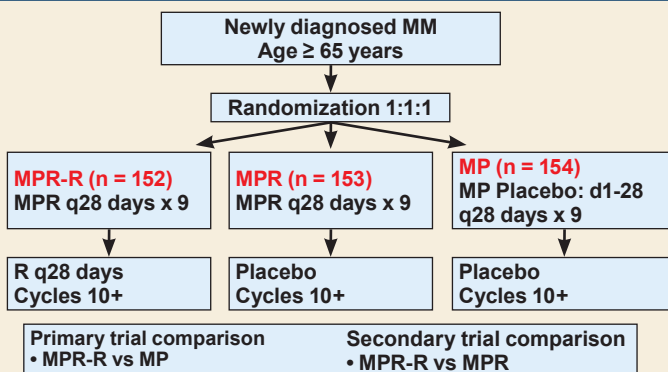 Newly diagnosed MM
Age ≥ 65 years
Randomization 1:1:1
MPR-R (n = 152)
MPR q28 days x 9
MPR (n = 153)
MPR q28 days x 9
MP (n = 154)
MP Placebo: d1-28
q28 days x 9
R q28 days
Cycles 10+
Placebo
Cycles 10+
Placebo
Cycles 10+
Primary trial comparison
• MPR-R vs MP
Secondary trial comparison
• MPR-R vs MPR